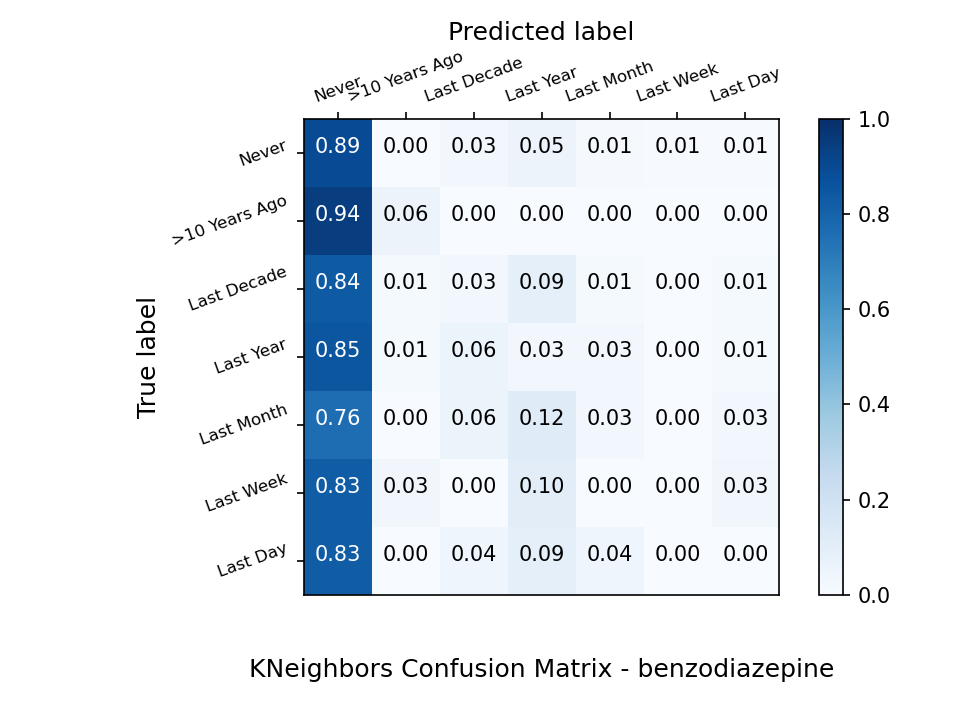 Predicted label
Never >10 Years Ago Last Decade Last Year Last Month Last Week Last Day
1.0
Never 0.89 0.00 0.03 0.05 0.01 0.01 0.01
>10 Years Ago 0.94 0.06 0.00 0.00 0.00 0.00 0.00
0.8
Last Decade 0.84 0.01 0.03 0.09 0.01 0.00 0.01
0.6
Last Year 0.85 0.01 0.06 0.03 0.03 0.00 0.01
True label
0.4
Last Month 0.76 0.00 0.06 0.12 0.03 0.00 0.03
Last Week 0.83 0.03 0.00 0.10 0.00 0.00 0.03
0.2
Last Day 0.83 0.00 0.04 0.09 0.04 0.00 0.00
0.0
KNeighbors Confusion Matrix - benzodiazepine